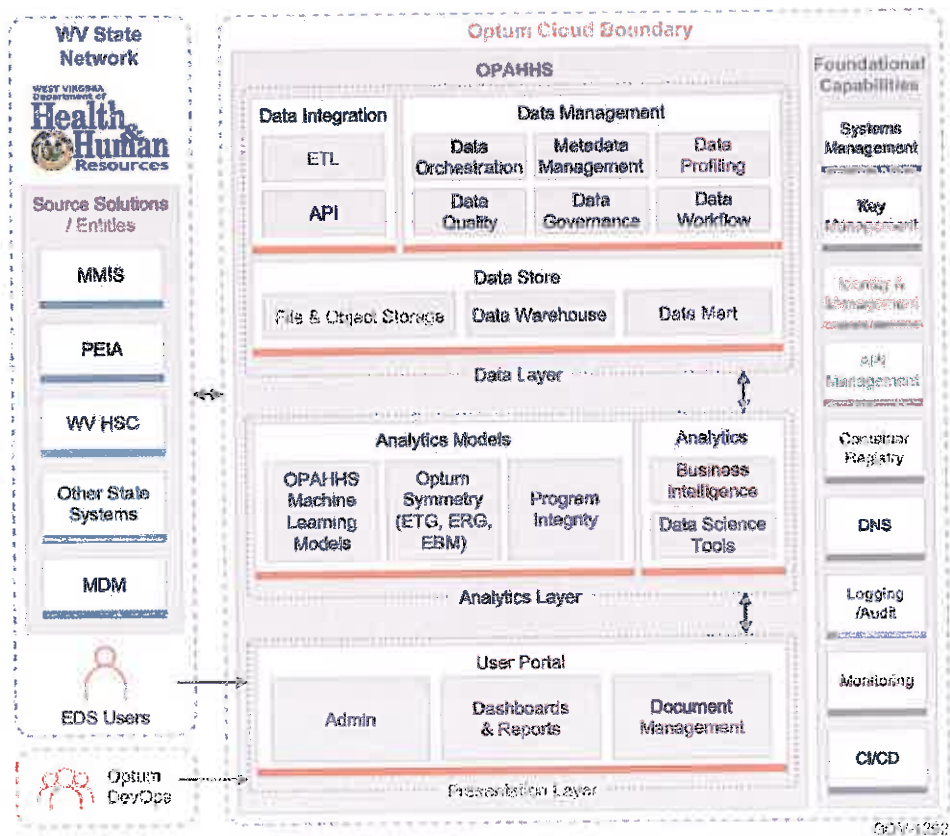 WV State
Network
WEST VIRGINIA
Department of
Health &
Human
Resources
Source Solutions
/ Entities
MMIS
PEIA
WV HSC
Other State
Systems
MDM
EDS Users
Optum
DevOps
Optum Cloud Boundary
OPAHHS
Data Integration
ETL
API
Data Management
Data
Orchestration
Metadata
Management
Data
Profiling
Data
Quality
Data
Governance
Data
Workflow
Data Store
File & Object Storage
Data Warehouse
Data Mart
Data Layer
Analytics Models
OPAHHS
Machine
Learning
Models
Optum
Symmetry
(ETG, ERG,
EBM)
Program
Integrity
Analytics
Business
Intelligence
Data Science
Tools
Analytics Layer
User Portal
Admin
Dashboards
& Reports
Document
Management
Presentation Layer
Foundational
Capabilities
Systems
Management
Key
Management
Identity &
Management
API
Management
Container
Registry
DNS
Logging
/Audit
Monitoring
CI/CD